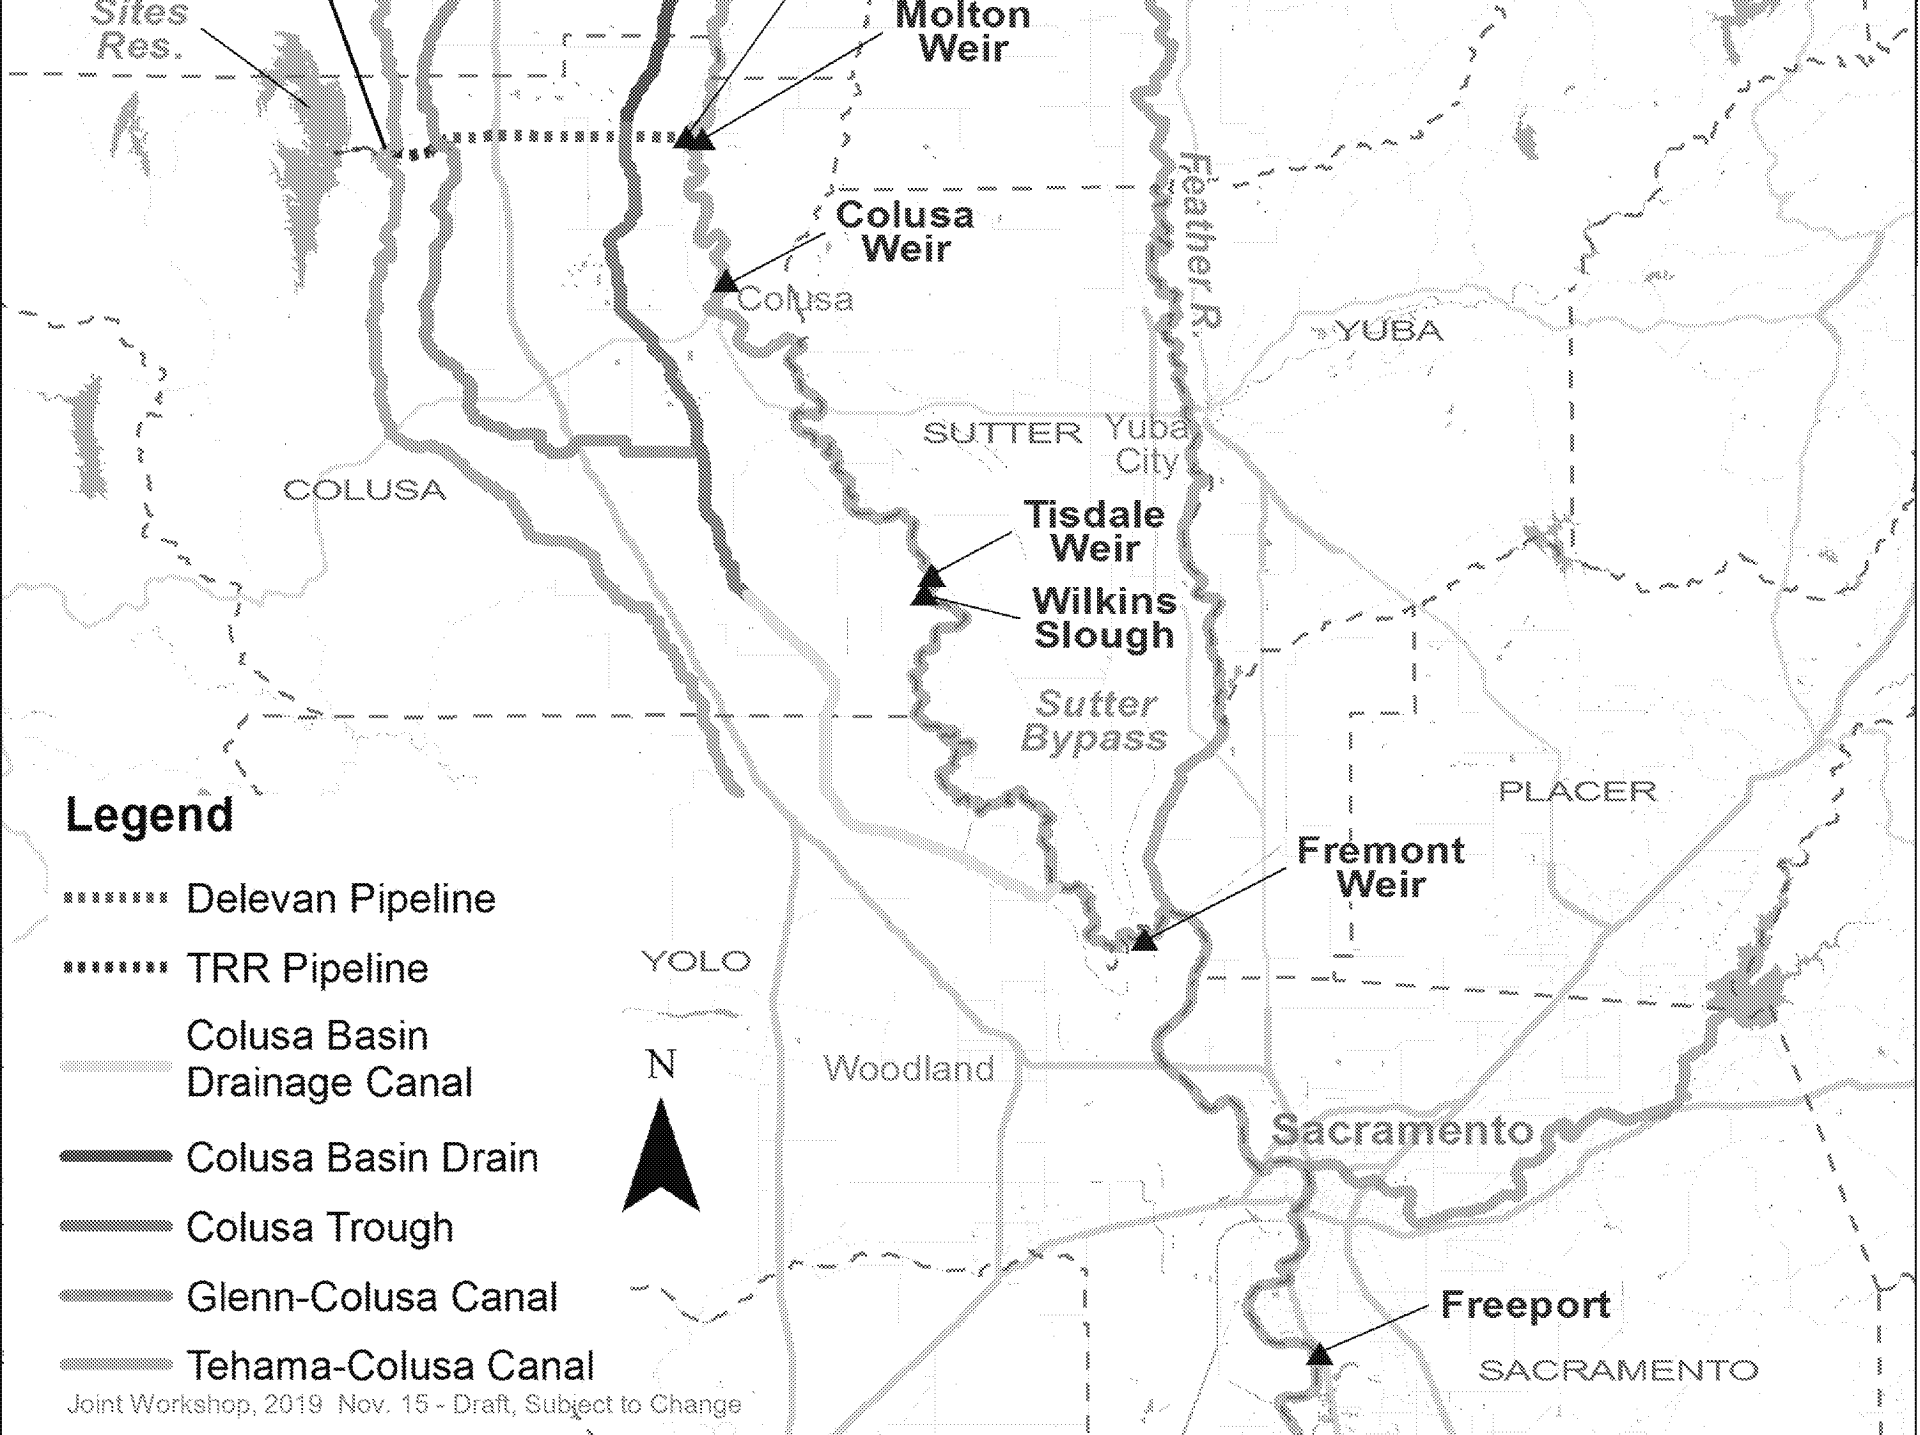 Sites
Res.
Molton
Weir
Colusa
Weir
Colusa
Feather R.
YUBA
SUTTER
Yuba
City
COLUSA
Tisdale
Weir
Wilkins
Slough
Sutter
Bypass
PLACER
Fremont
Weir
YOLO
Woodland
N
Sacramento
Freeport
SACRAMENTO
Legend
Delevan Pipeline
TRR Pipeline
Colusa Basin
Drainage Canal
Colusa Basin Drain
Colusa Trough
Glenn-Colusa Canal
Tehama-Colusa Canal
Joint Workshop, 2019 Nov. 15 - Draft, Subject to Change